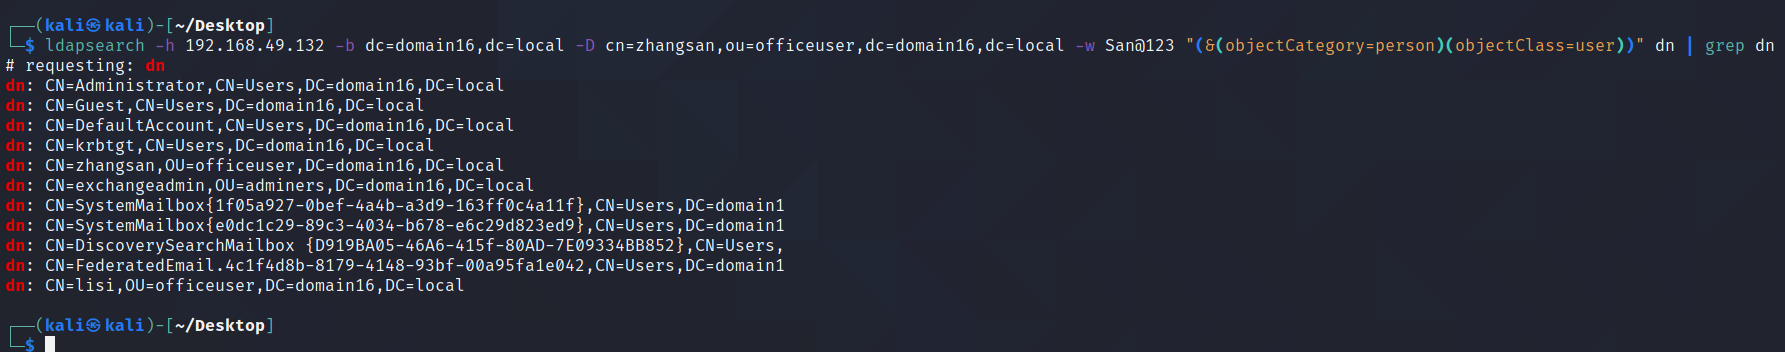 ┌──(kali㉿kali)-[~/Desktop]
└─$ ldapsearch -h 192.168.49.132 -b dc=domain16,dc=local -D cn=zhangsan,ou=officeuser,dc=domain16,dc=local -w San@123 "(&(objectCategory=person)(objectClass=user))" dn | grep dn
# requesting: dn
dn: CN=Administrator,CN=Users,DC=domain16,DC=local
dn: CN=Guest,CN=Users,DC=domain16,DC=local
dn: CN=DefaultAccount,CN=Users,DC=domain16,DC=local
dn: CN=krbtgt,CN=Users,DC=domain16,DC=local
dn: CN=zhangsan,OU=officeuser,DC=domain16,DC=local
dn: CN=exchangeadmin,OU=adminers,DC=domain16,DC=local
dn: CN=SystemMailbox{1f05a927-0bef-4a4b-a3d9-163ff0c4a11f},CN=Users,DC=domain1
dn: CN=SystemMailbox{e0dc1c29-89c3-4034-b678-e6c29d823ed9},CN=Users,DC=domain1
dn: CN=DiscoverySearchMailbox {D919BA05-46A6-415f-80AD-7E09334BB852},CN=Users,
dn: CN=FederatedEmail.4c1f4d8b-8179-4148-93bf-00a95fa1e042,CN=Users,DC=domain1
dn: CN=lisi,OU=officeuser,DC=domain16,DC=local
┌──(kali㉿kali)-[~/Desktop]
└─$